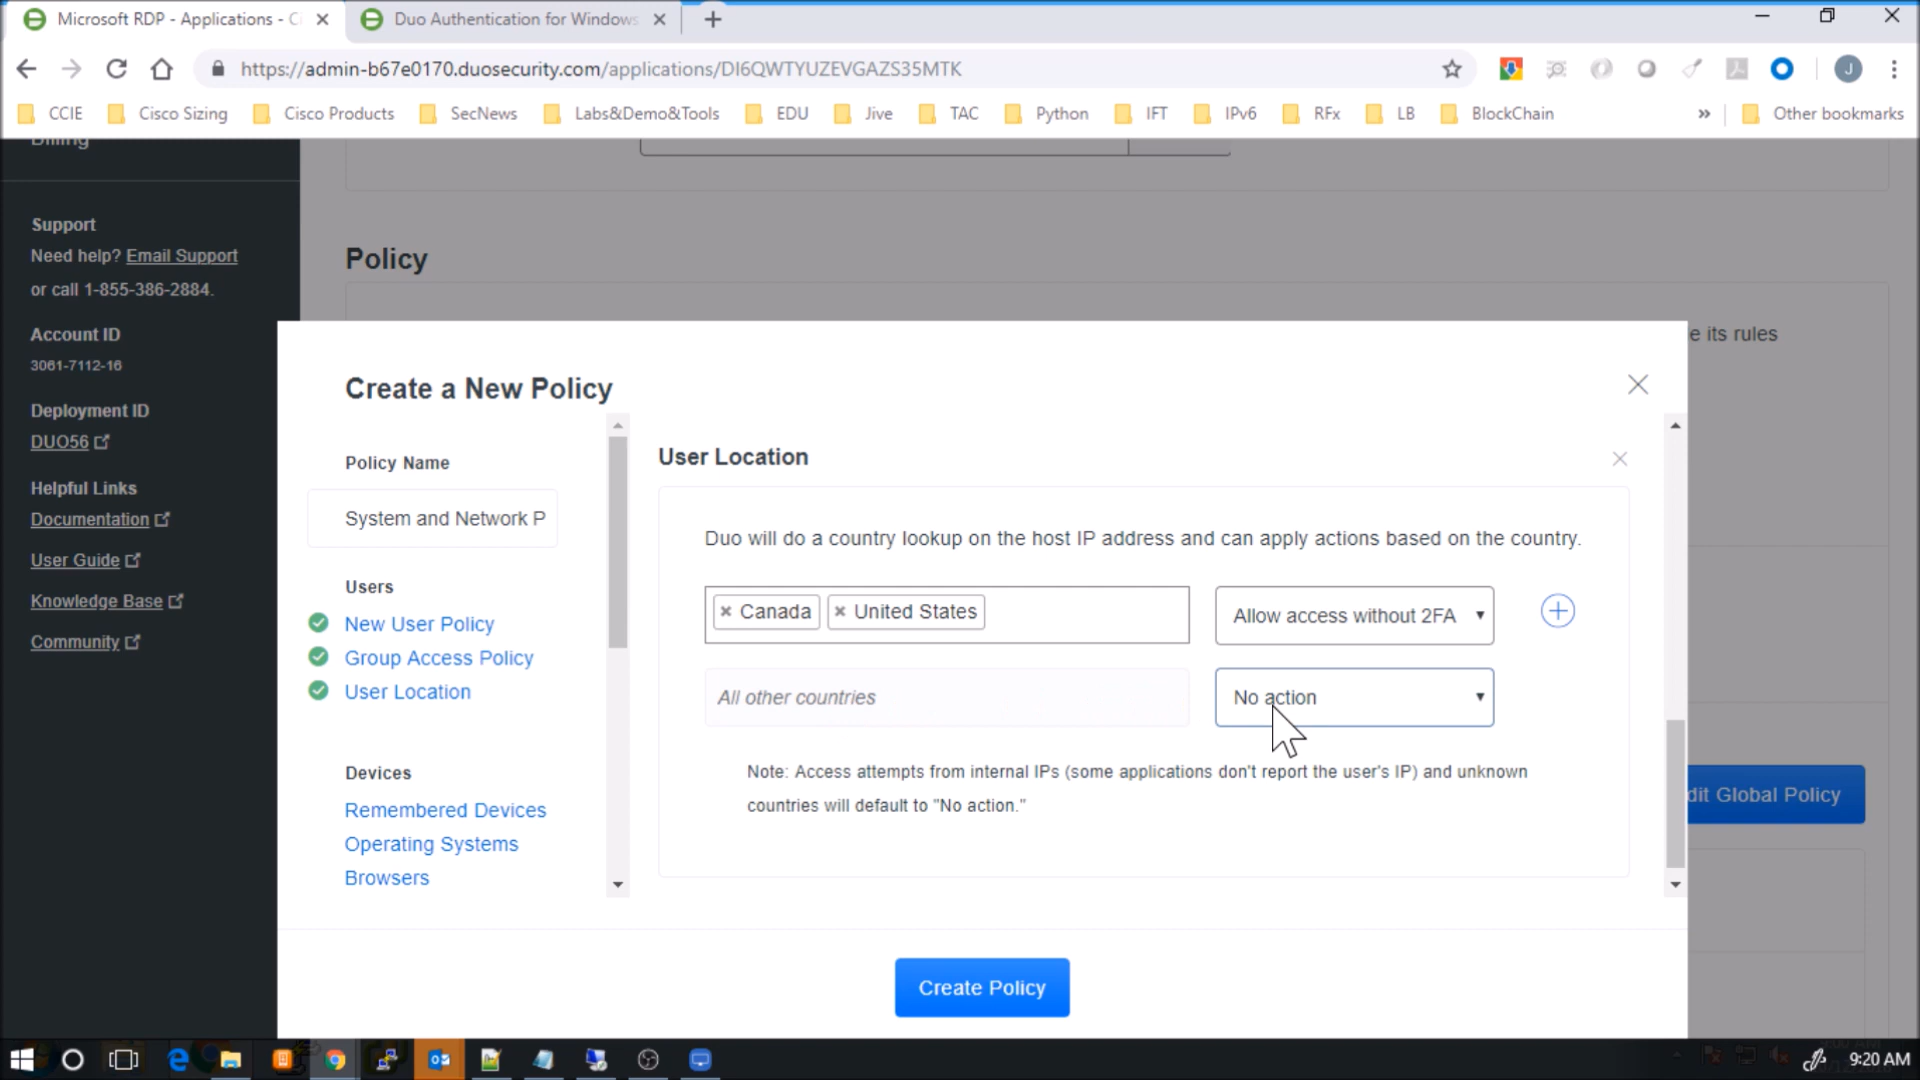 Microsoft RDP - Applications - Ci
Duo Authentication for Windows
https://admin-b67e0170.duosecurity.com/applications/DI6QWTYUZEVGAZS35MTK
J
CCIE
Cisco Sizing
Cisco Products
SecNews
Labs&Demo&Tools
EDU
Jive
TAC
Python
IFT
IPv6
RFx
LB
BlockChain
»
Other bookmarks
Billing
Support
Need help? Email Support
or call 1-855-386-2884.
Account ID
3061-7112-16
Deployment ID
DUO56
Helpful Links
Documentation
User Guide
Knowledge Base
Community
Policy
e its rules
dit Global Policy
Create a New Policy
Policy Name
System and Network P
Users
New User Policy
Group Access Policy
User Location
Devices
Remembered Devices
Operating Systems
Browsers
User Location
Duo will do a country lookup on the host IP address and can apply actions based on the country.
× Canada
× United States
Allow access without 2FA
All other countries
No action
Note: Access attempts from internal IPs (some applications don't report the user's IP) and unknown
countries will default to "No action."
Create Policy
9:20 AM